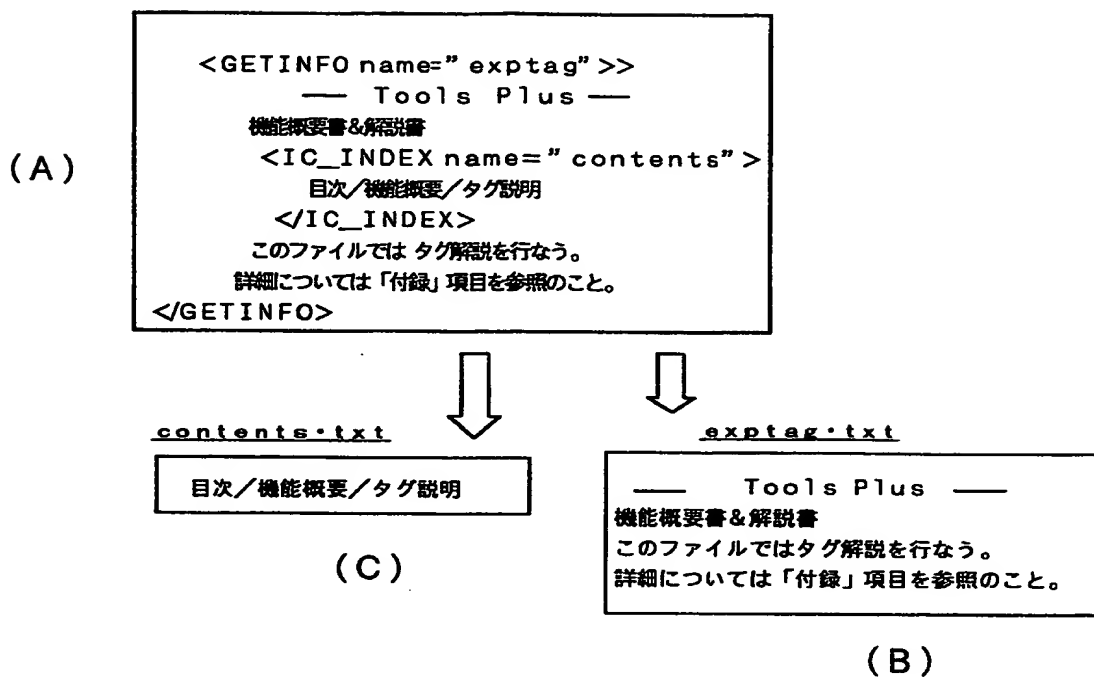 <GETINFO name="exptag">>
── Tools Plus ──
機能概要書&解説書
<IC_INDEX name="contents">
目次/機能概要/タグ説明
</IC_INDEX>
このファイルでは タグ解説を行なう。
詳細については「付録」項目を参照のこと。
</GETINFO>
(A)
contents・txt
目次/機能概要/タグ説明
(C)
exptag・txt
── Tools Plus ──
機能概要書&解説書
このファイルではタグ解説を行なう。
詳細については「付録」項目を参照のこと。
(B)